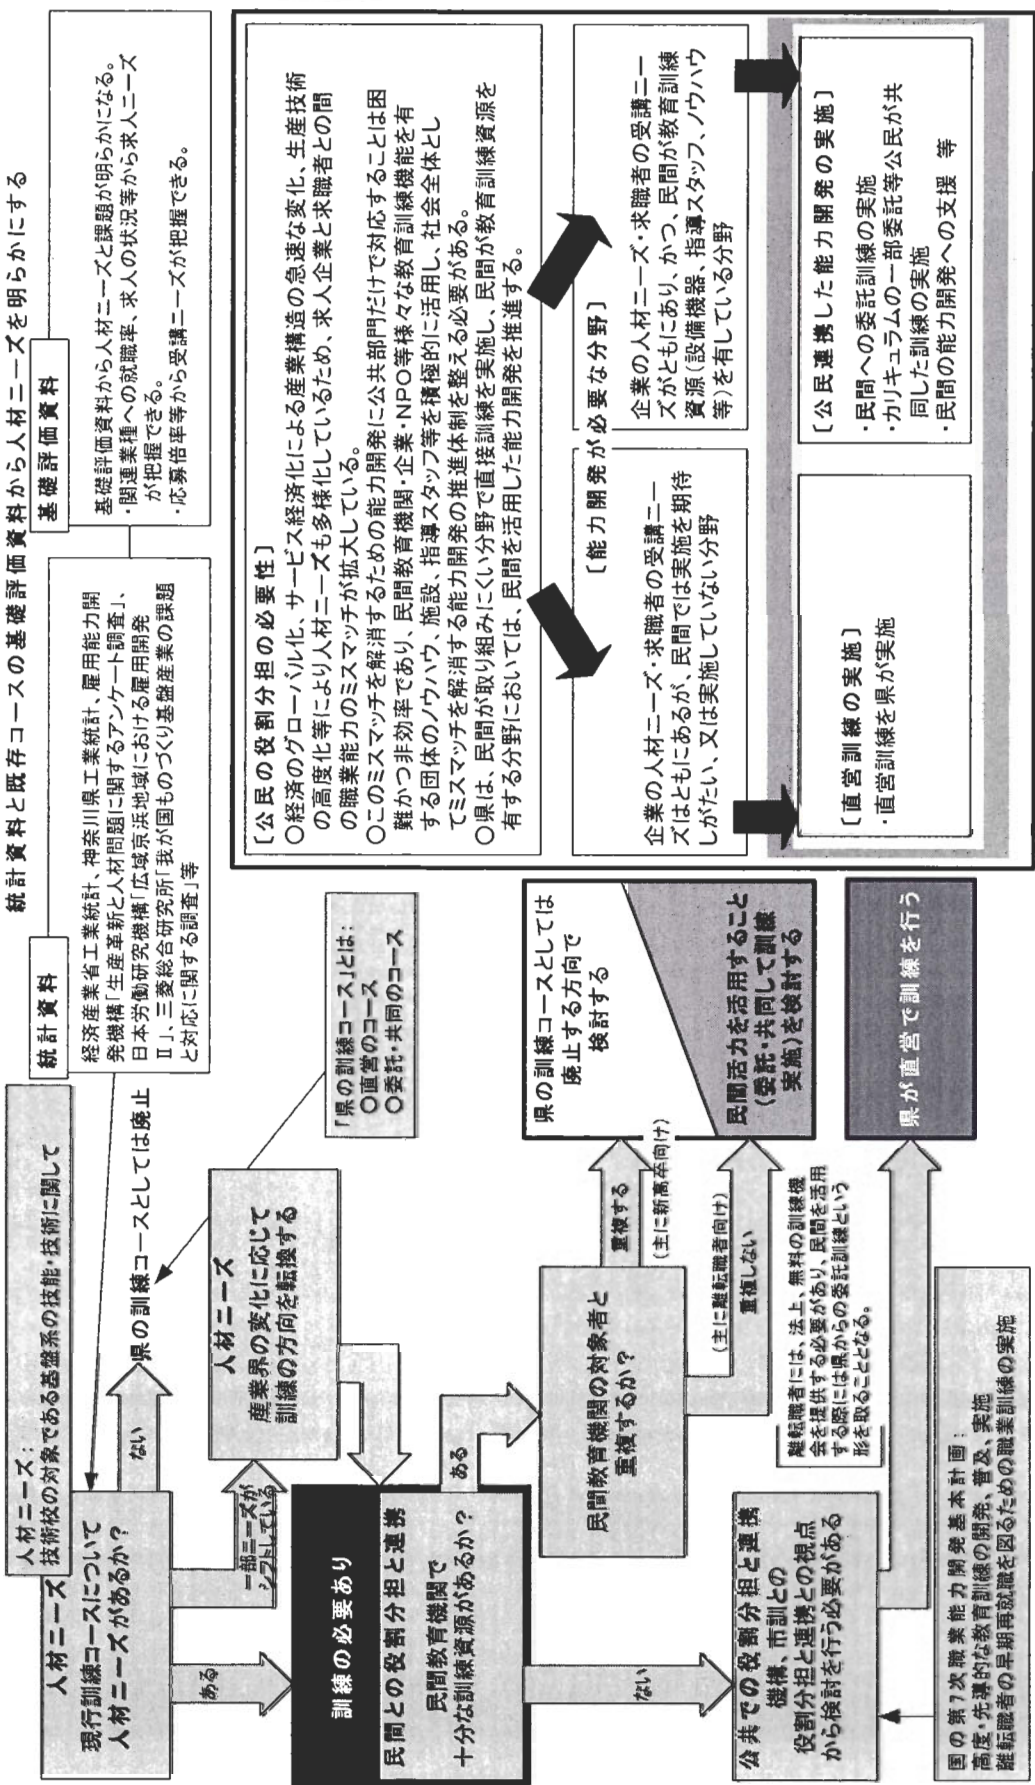 統計資料と既存コースの基礎評価資料から人材ニーズを明らかにする
人材ニーズ:
技術校の対象である基盤系の技能・技術に関して
統計資料
経済産業省工業統計、神奈川県工業統計、雇用能力開
発機構「生産革新と人材問題に関するアンケート調査」、
日本労働研究機構「広域京浜地域における雇用開発
Ⅱ」、三菱総合研究所「我が国ものづくり基盤産業の課題
と対応に関する調査」等
基礎評価資料
基礎評価資料から人材ニーズと課題が明らかになる。
・関連業種への就職率、求人の状況等から求人ニーズ
が把握できる。
・応募倍率等から受講ニーズが把握できる。
人材ニーズ
現行訓練コースについて
人材ニーズがあるか?
ない
県の訓練コースとしては廃止
ある
一部ニーズが
シフトしている
人材ニーズ
産業界の変化に応じて
訓練の方向を転換する
「県の訓練コース」とは:
○直営のコース
○委託・共同のコース
訓練の必要あり
民間との役割分担と連携
民間教育機関で
十分な訓練資源があるか?
ある
ない
民間教育機関の対象者と
重複するか?
重複する
(主に新高卒向け)
(主に離転職者向け)
重複しない
県の訓練コースとしては
廃止する方向で
検討する
民間活力を活用すること
(委託・共同して訓練
実施)を検討する
離転職者には、法上、無料の訓練機
会を提供する必要があり、民間を活用
する際には県からの委託訓練という
形を取ることとなる。
公共での役割分担と連携
機構、市訓との
役割分担と連携との視点
から検討を行う必要がある
県が直営で訓練を行う
国の第7次職業能力開発基本計画:
高度・先導的な教育訓練の開発、普及、実施
離転職者の早期再就職を図るための職業訓練の実施
[公民の役割分担の必要性]
○経済のグローバル化、サービス経済化による産業構造の急速な変化、生産技術
の高度化等により人材ニーズも多様化しているため、求人企業と求職者との間
の職業能力のミスマッチが拡大している。
○このミスマッチを解消するための能力開発に公共部門だけで対応することは困
難かつ非効率であり、民間教育機関・企業・NPO等様々な教育訓練機能を有
する団体のノウハウ、施設、指導スタッフ等を積極的に活用し、社会全体とし
てミスマッチを解消する能力開発の推進体制を整える必要がある。
○県は、民間が取り組みにくい分野で直接訓練を実施し、民間が教育訓練資源を
有する分野においては、民間を活用した能力開発を推進する。
[能力開発が必要な分野]
企業の人材ニーズ・求職者の受講ニー
ズはともにあるが、民間では実施を期待
しがたい、又は実施していない分野
企業の人材ニーズ・求職者の受講ニー
ズがともにあり、かつ、民間が教育訓練
資源(設備機器、指導スタッフ、ノウハウ
等)を有している分野
[直営訓練の実施]
・直営訓練を県が実施
[公民連携した能力開発の実施]
・民間への委託訓練の実施
・カリキュラムの一部委託等公民が共
同した訓練の実施
・民間の能力開発への支援 等